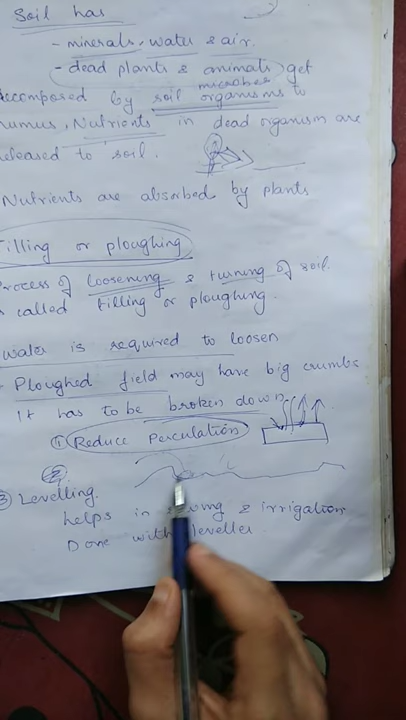 Soil has
- minerals, water & air.
- dead plants & animals get
microbes
decomposed by soil organisms to
humus, Nutrients in dead organism are
released to soil.
Nutrients are absorbed by plants
Tilling or ploughing
Process of loosening & turning of soil
called tilling or ploughing.
water is required to loosen
- Ploughed field may have big crumbs
It has to be broken down
① Reduce Perculation
③ Levelling.
helps in & irrigation
Done with leveller.